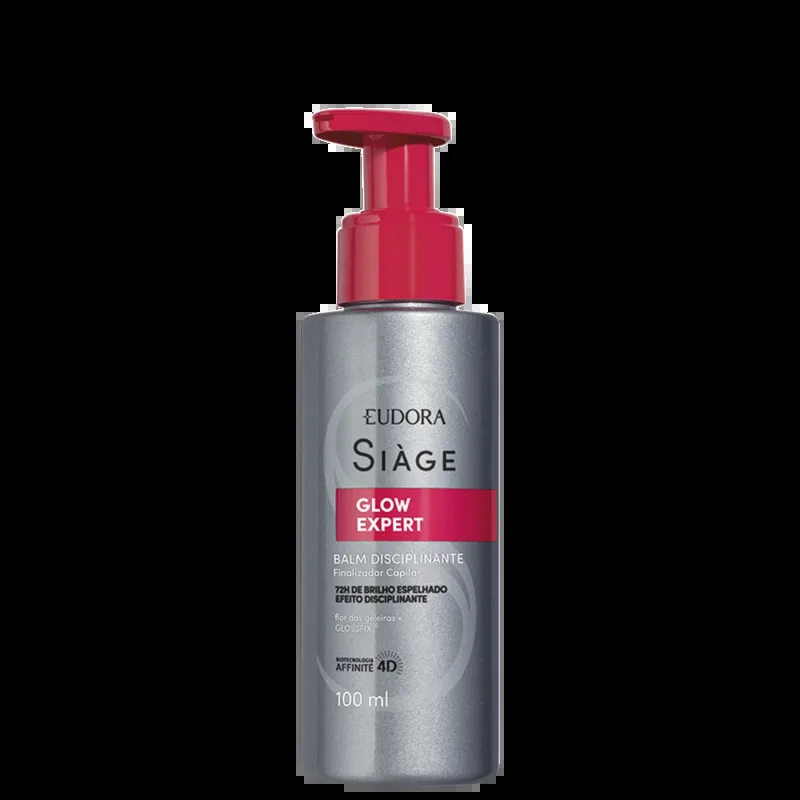 EUDORA
SIÀGE
GLOW
EXPERT
BALM DISCIPLINANTE
Finalizador Capilar
72H DE BRILHO ESPELHADO
EFEITO DISCIPLINANTE
flor das geleiras +
GLOSSFIX
BIOTECNOLOGIA
AFFINITÉ 4D
100 ml